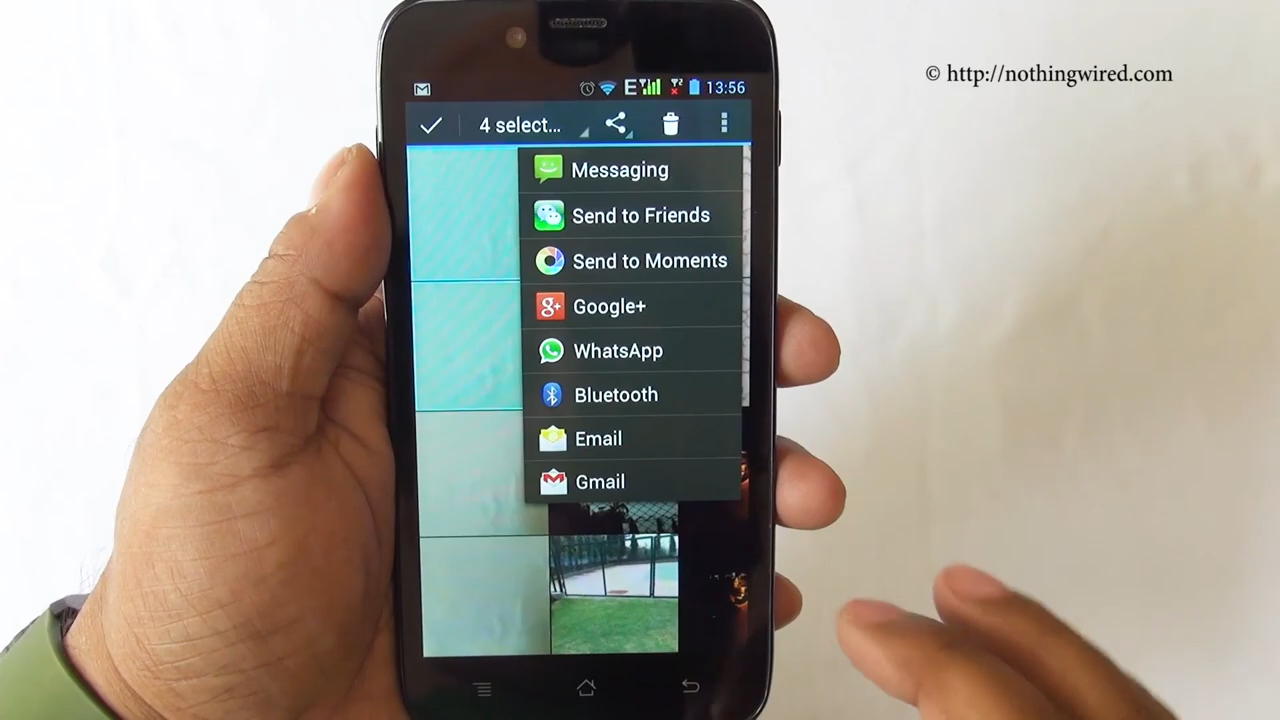 © http://nothingwired.com
13:56
4 select...
Messaging
Send to Friends
Send to Moments
Google+
WhatsApp
Bluetooth
Email
Gmail